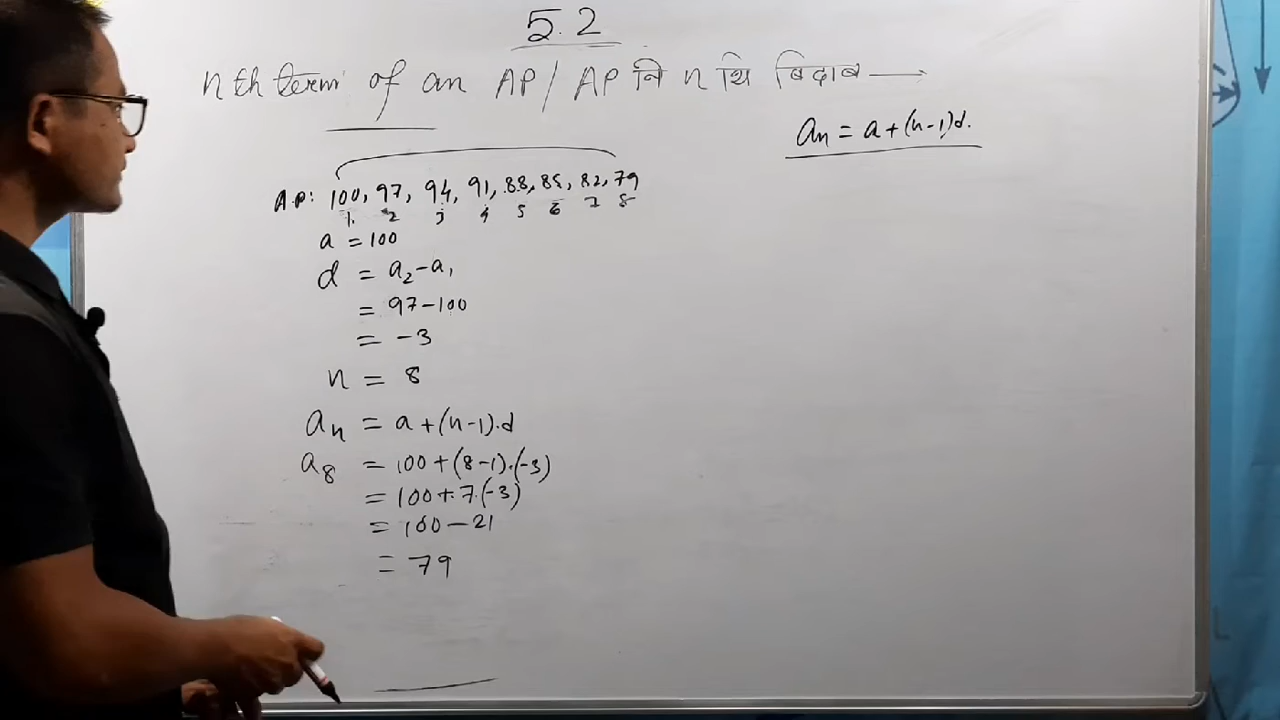 5.2
nth term of an AP/AP नि n थि बिदाब →
aₙ = a + (n-1)d.
A.P: 100, 97, 94, 91, 88, 85, 82, 79
1. 2 3 4 5 6 7 8
a = 100
d = a₂ - a₁
= 97 - 100
= -3
n = 8
aₙ = a + (n-1).d
a₈ = 100 + (8-1).(-3)
= 100 + 7.(-3)
= 100 - 21
= 79